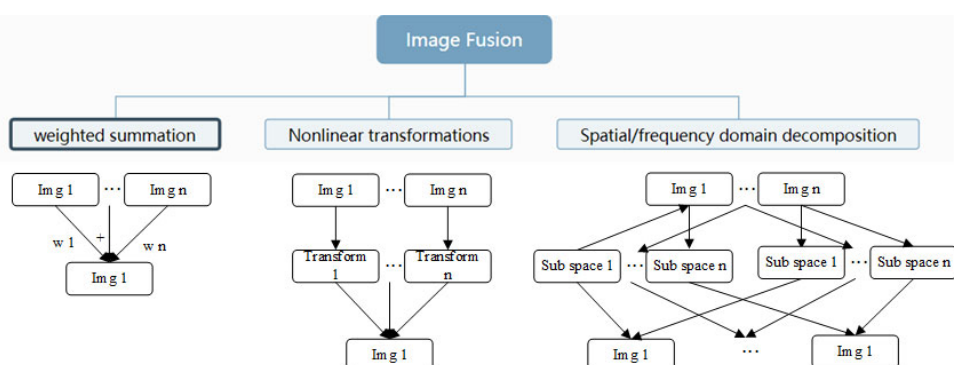 Image Fusion
weighted summation
Nonlinear transformations
Spatial/frequency domain decomposition
Img 1 ... Img n
w 1 + w n
Img 1
Img 1 ... Img n
Transform 1 ... Transform n
Img 1
Img 1 ... Img n
Sub space 1 ... Sub space n Sub space 1 ... Sub space n
Img 1 ... Img 1